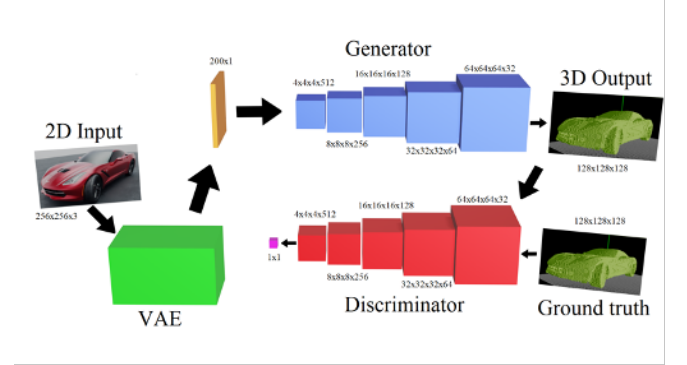 Generator
200x1
4x4x4x512
16x16x16x128
64x64x64x32
8x8x8x256
32x32x32x64
3D Output
128x128x128
2D Input
256x256x3
VAE
4x4x4x512
16x16x16x128
64x64x64x32
1x1
8x8x8x256
32x32x32x64
Discriminator
128x128x128
Ground truth